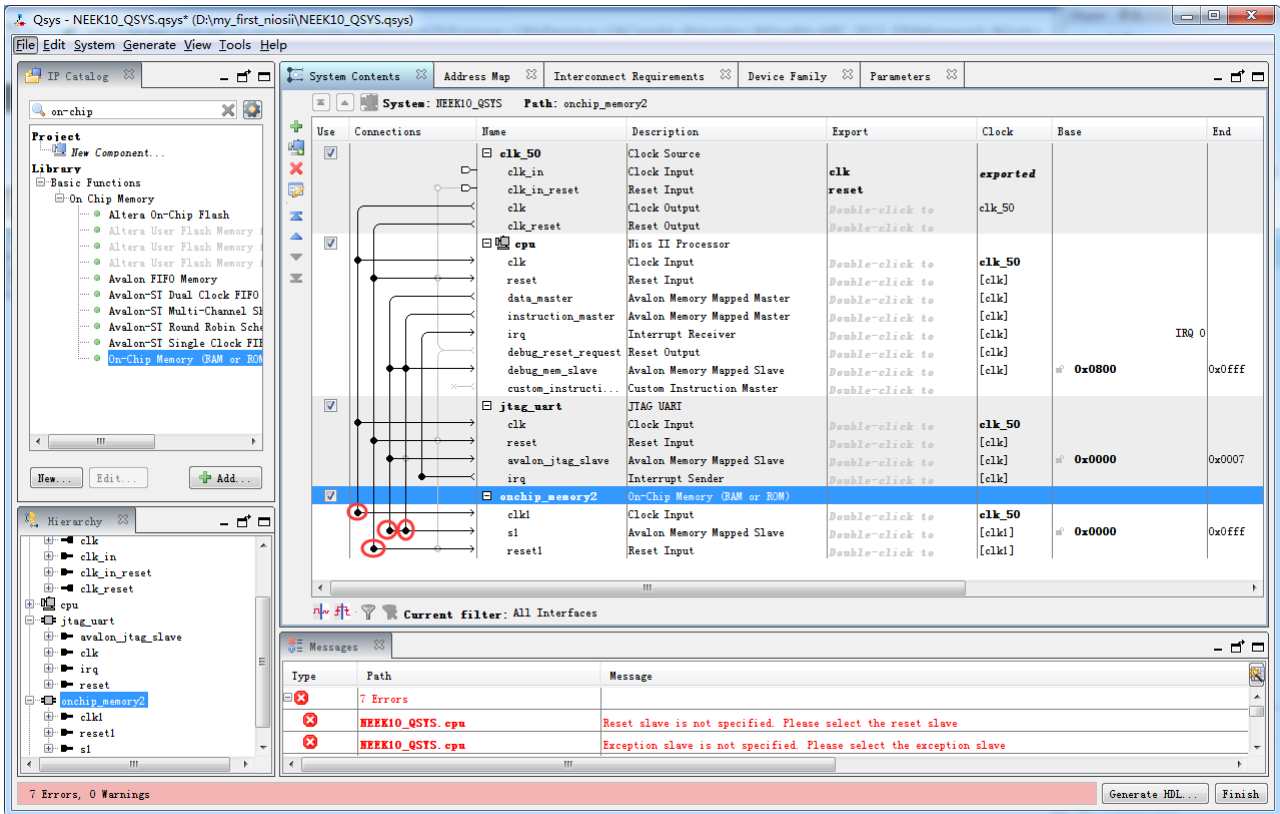 Qsys - NEEK10_QSYS.qsys* (D:\my_first_niosii\NEEK10_QSYS.qsys)
File Edit System Generate View Tools Help
IP Catalog
on-chip
Project
New Component...
Library
Basic Functions
On Chip Memory
Altera On-Chip Flash
Altera User Flash Memory
Altera User Flash Memory
Altera User Flash Memory
Avalon FIFO Memory
Avalon-ST Dual Clock FIFO
Avalon-ST Multi-Channel Sh
Avalon-ST Round Robin Sche
Avalon-ST Single Clock FIF
On-Chip Memory (RAM or ROM
New... Edit... Add...
Hierarchy
clk
clk_in
clk_in_reset
clk_reset
cpu
jtag_uart
avalon_jtag_slave
clk
irq
reset
onchip_memory2
clk1
reset1
s1
System Contents Address Map Interconnect Requirements Device Family Parameters
System: NEEK10_QSYS Path: onchip_memory2
Use Connections Name Description Export Clock Base End
clk_50 Clock Source
clk_in Clock Input clk exported
clk_in_reset Reset Input reset
clk Clock Output Double-click to clk_50
clk_reset Reset Output Double-click to
cpu Nios II Processor
clk Clock Input Double-click to clk_50
reset Reset Input Double-click to [clk]
data_master Avalon Memory Mapped Master Double-click to [clk]
instruction_master Avalon Memory Mapped Master Double-click to [clk]
irq Interrupt Receiver Double-click to [clk] IRQ 0
debug_reset_request Reset Output Double-click to [clk]
debug_mem_slave Avalon Memory Mapped Slave Double-click to [clk] 0x0800 0x0fff
custom_instructi... Custom Instruction Master Double-click to
jtag_uart JTAG UART
clk Clock Input Double-click to clk_50
reset Reset Input Double-click to [clk]
avalon_jtag_slave Avalon Memory Mapped Slave Double-click to [clk] 0x0000 0x0007
irq Interrupt Sender Double-click to [clk]
onchip_memory2 On-Chip Memory (RAM or ROM)
clk1 Clock Input Double-click to clk_50
s1 Avalon Memory Mapped Slave Double-click to [clk1] 0x0000 0x0fff
reset1 Reset Input Double-click to [clk1]
Current filter: All Interfaces
Messages
Type Path Message
7 Errors
NEEK10_QSYS.cpu Reset slave is not specified. Please select the reset slave
NEEK10_QSYS.cpu Exception slave is not specified. Please select the exception slave
7 Errors, 0 Warnings
Generate HDL... Finish